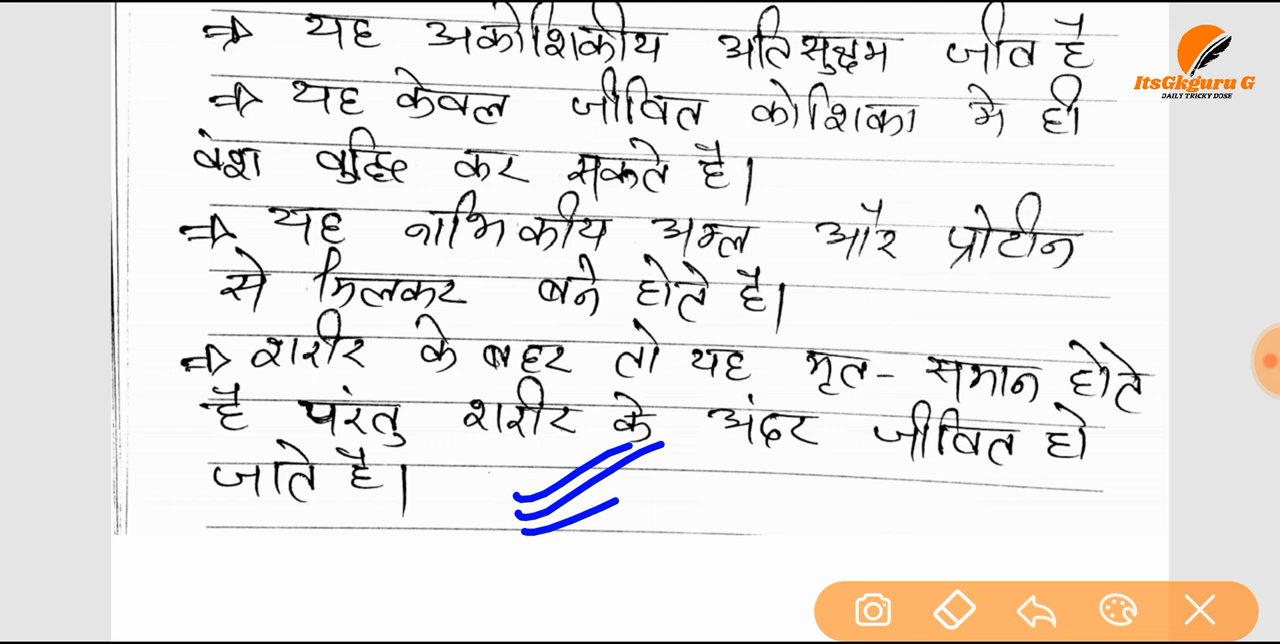 ⇒ यह अकोशिकीय अतिसुक्ष्म जीव है
ItsGkguru G
DAILY TRICKY DOSE
⇒ यह केवल जीवित कोशिका मे ही
वंश वृद्धि कर सकते है।
⇒ यह नाभिकीय अम्ल और प्रोटीन
से मिलकर बने होते है।
⇒ शरीर के बहर तो यह मृत - समान होते
है परंतु शरीर के अंदर जीवित हो
जाते है।